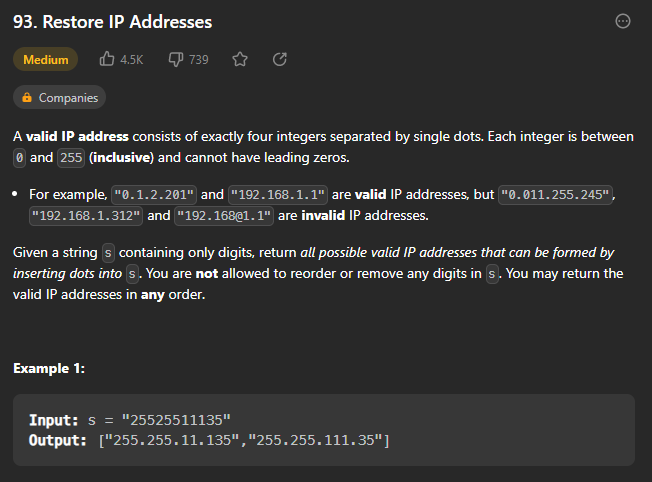 93. Restore IP Addresses
Medium 4.5K 739
Companies
A valid IP address consists of exactly four integers separated by single dots. Each integer is between
0 and 255 (inclusive) and cannot have leading zeros.
• For example, "0.1.2.201" and "192.168.1.1" are valid IP addresses, but "0.011.255.245",
"192.168.1.312" and "192.168@1.1" are invalid IP addresses.
Given a string s containing only digits, return all possible valid IP addresses that can be formed by
inserting dots into s. You are not allowed to reorder or remove any digits in s. You may return the
valid IP addresses in any order.
Example 1:
Input: s = "25525511135"
Output: ["255.255.11.135","255.255.111.35"]